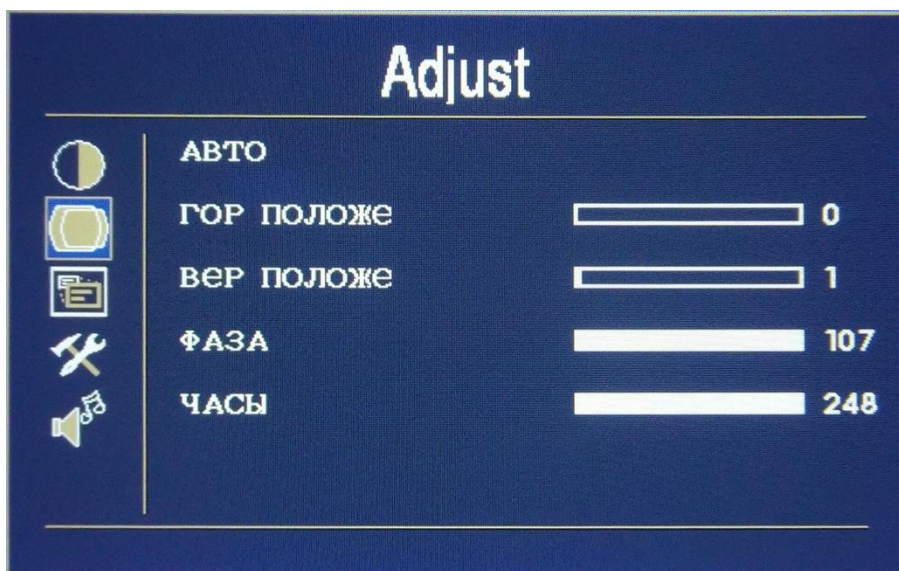 Adjust
АВТО
ГОР ПОЛОЖЕ 0
ВЕР ПОЛОЖЕ 1
ФАЗА 107
ЧАСЫ 248